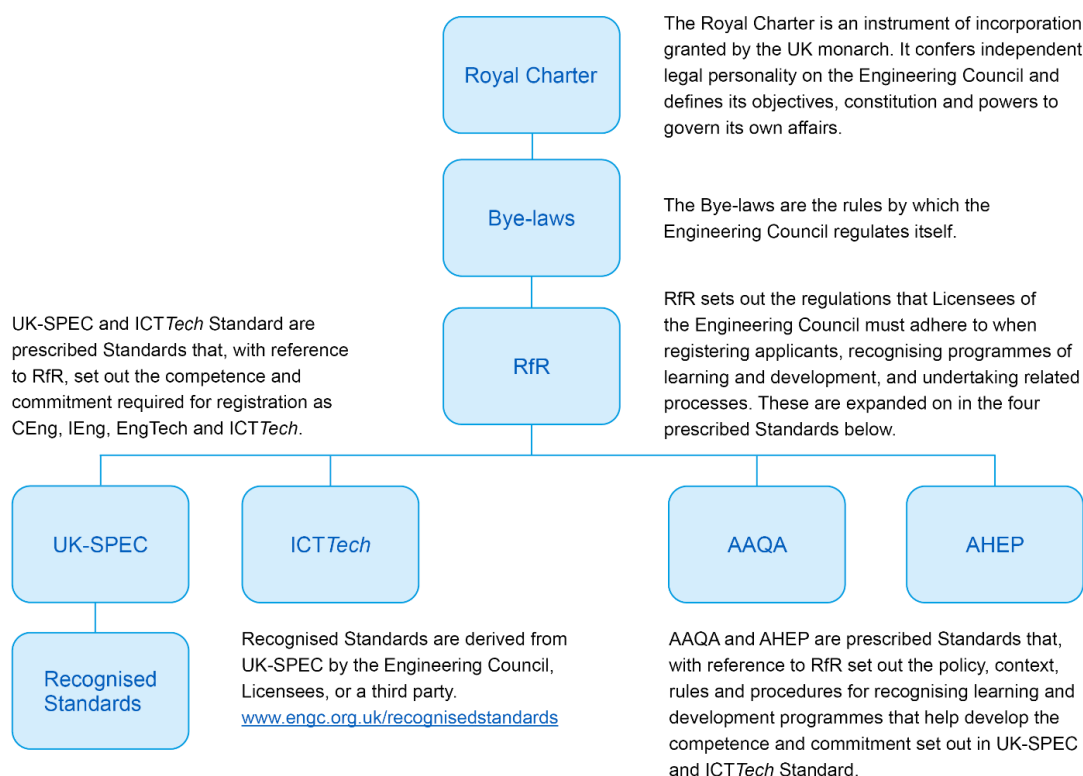 Royal Charter
The Royal Charter is an instrument of incorporation
granted by the UK monarch. It confers independent
legal personality on the Engineering Council and
defines its objectives, constitution and powers to
govern its own affairs.
Bye-laws
The Bye-laws are the rules by which the
Engineering Council regulates itself.
UK-SPEC and ICTTech Standard are
prescribed Standards that, with reference
to RfR, set out the competence and
commitment required for registration as
CEng, IEng, EngTech and ICTTech.
RfR
RfR sets out the regulations that Licensees of
the Engineering Council must adhere to when
registering applicants, recognising programmes of
learning and development, and undertaking related
processes. These are expanded on in the four
prescribed Standards below.
UK-SPEC
ICTTech
AAQA
AHEP
Recognised
Standards
Recognised Standards are derived from
UK-SPEC by the Engineering Council,
Licensees, or a third party.
www.engc.org.uk/recognisedstandards
AAQA and AHEP are prescribed Standards that,
with reference to RfR set out the policy, context,
rules and procedures for recognising learning and
development programmes that help develop the
competence and commitment set out in UK-SPEC
and ICTTech Standard.